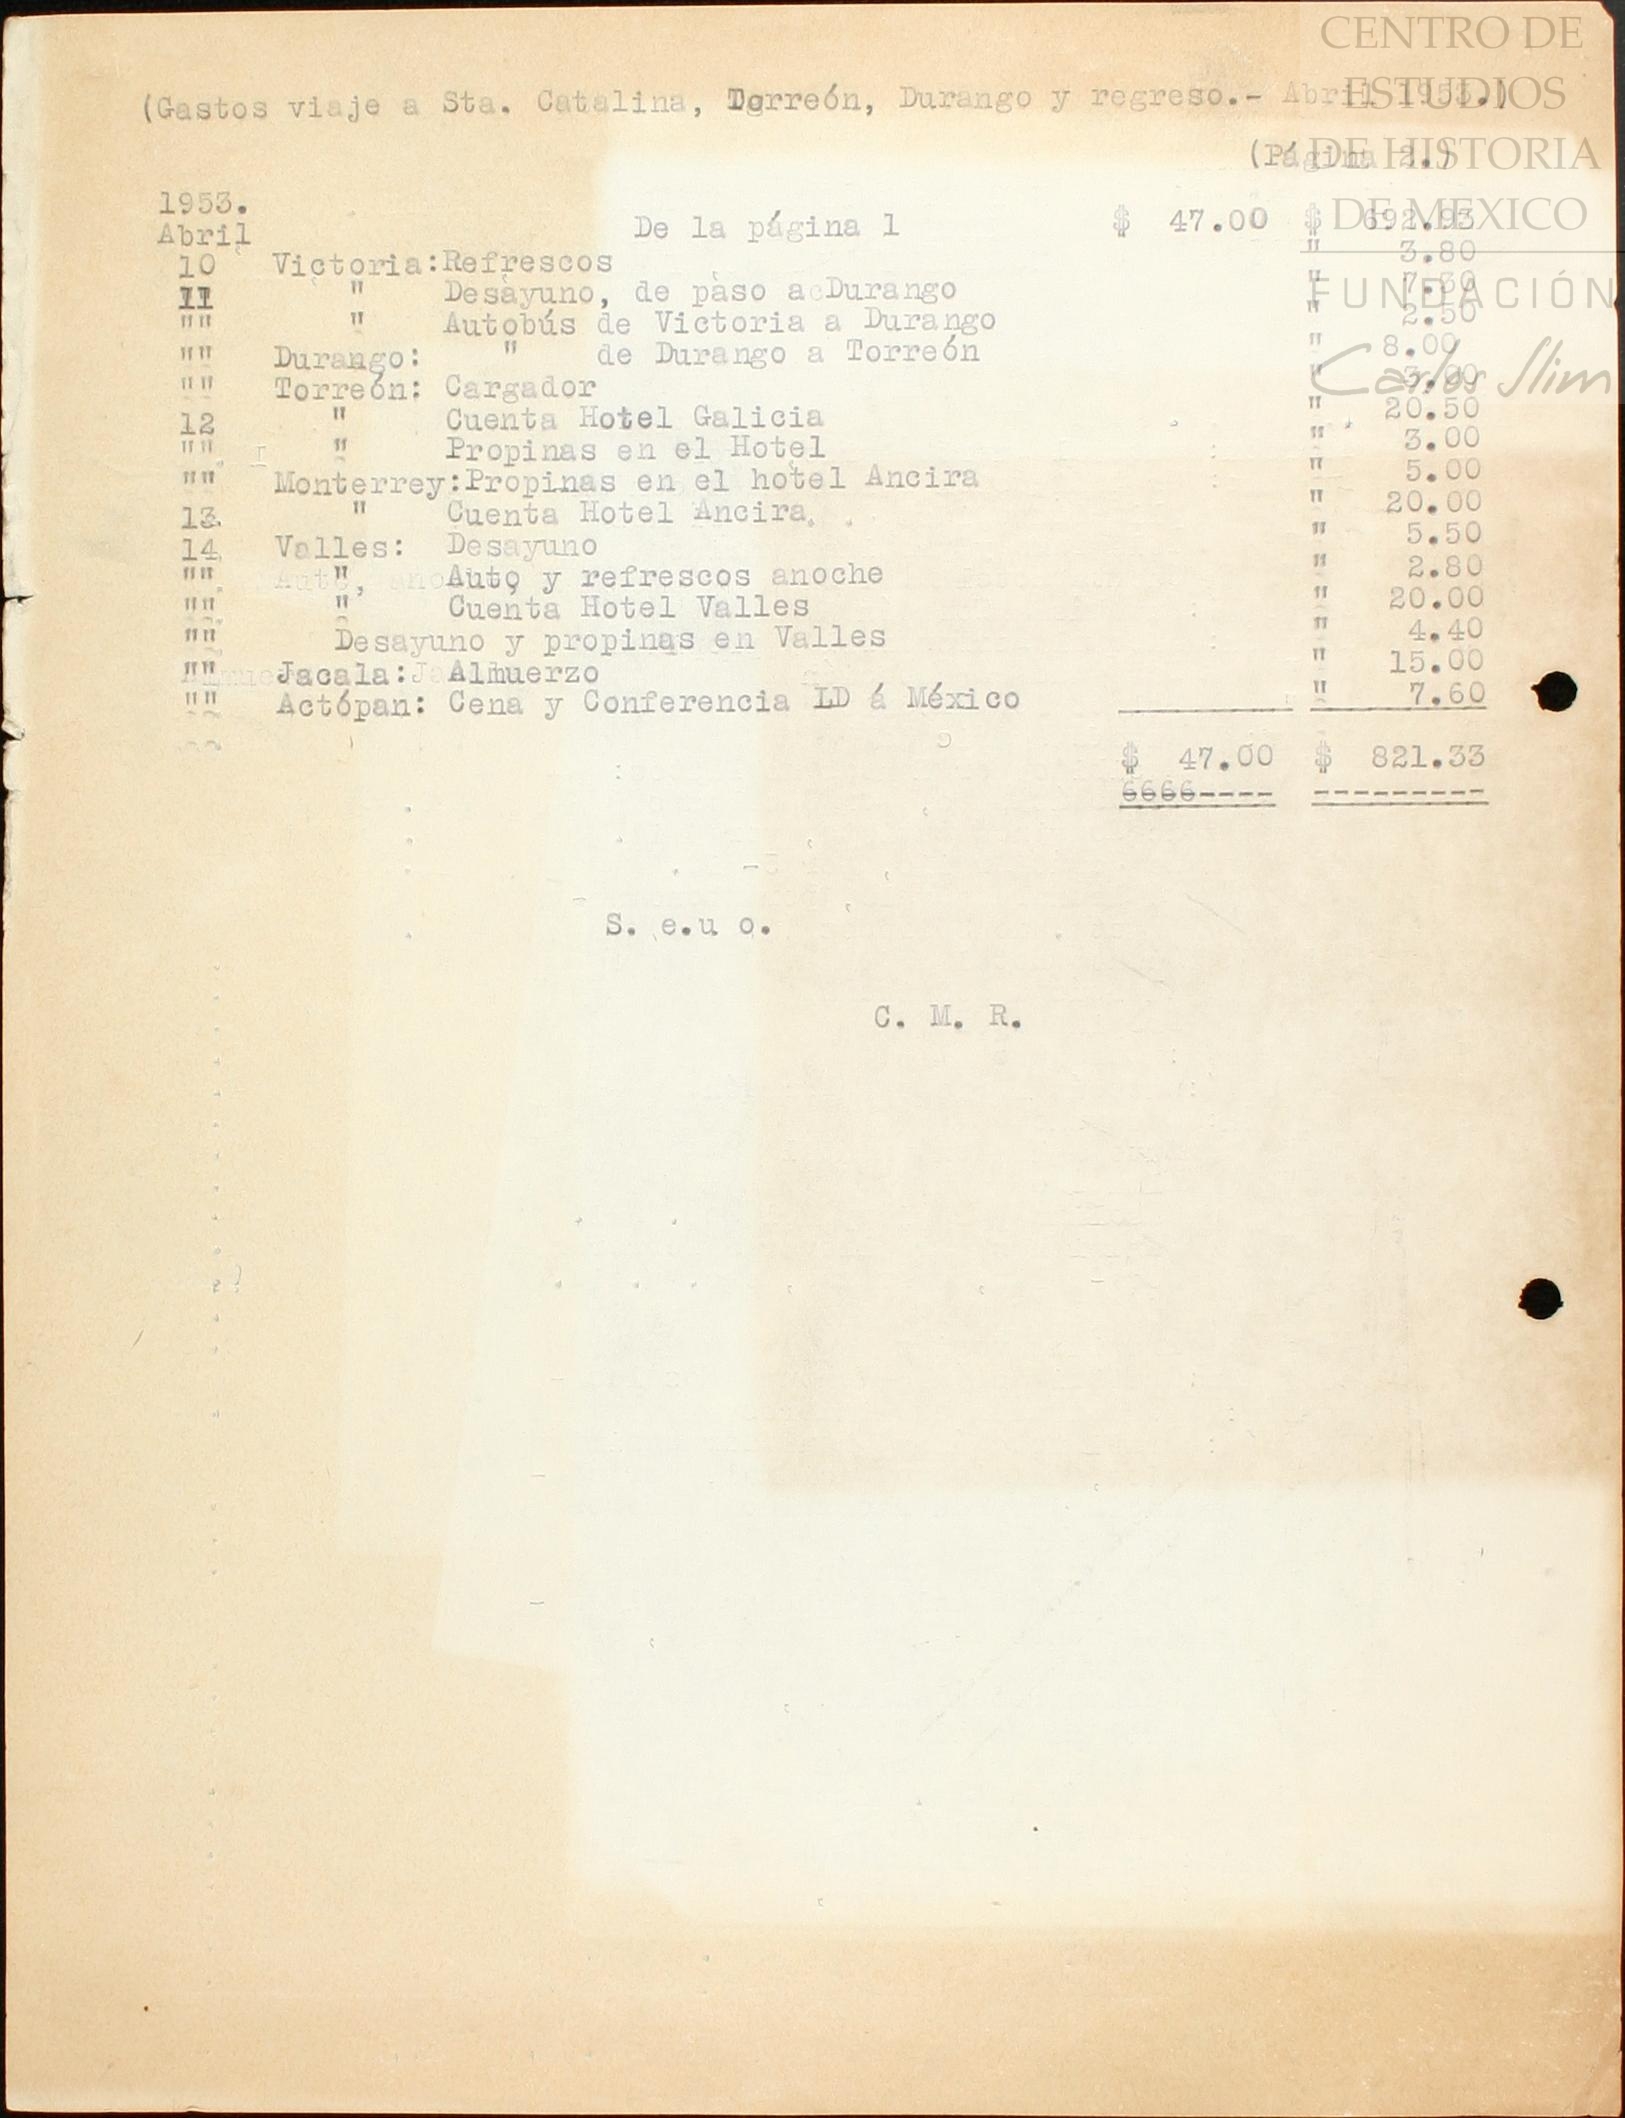 CENTRO DE
ESTUDIOS
DE HISTORIA
DE MEXICO
FUNDACIÓN
Carlos Slim
(Gastos viaje a Sta. Catalina, Torreón, Durango y regreso.- Abril 1953.)
(Página 2.)
1953.
Abril De la página 1 $ 47.00 $ 692.93
10 Victoria: Refrescos " 3.80
11 " Desayuno, de paso a Durango " 7.30
"" " Autobús de Victoria a Durango " 2.50
"" Durango: " de Durango a Torreón " 8.00
"" Torreón: Cargador " 3.00
12 " Cuenta Hotel Galicia " 20.50
"" " Propinas en el Hotel " 3.00
"" Monterrey: Propinas en el hotel Ancira " 5.00
13 " Cuenta Hotel Ancira. " 20.00
14 Valles: Desayuno " 5.50
"" " Auto y refrescos anoche " 2.80
"" " Cuenta Hotel Valles " 20.00
"" Desayuno y propinas en Valles " 4.40
"" Jacala: Almuerzo " 15.00
"" Actópan: Cena y Conferencia LD á México " 7.60
$ 47.00 $ 821.33
6666---- ---------
S. e.u o.
C. M. R.